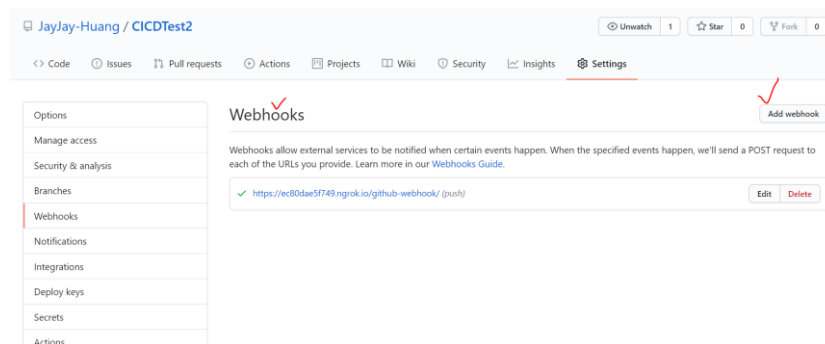 JayJay-Huang / CICDTest2
Unwatch 1 Star 0 Fork 0
<> Code Issues Pull requests Actions Projects Wiki Security Insights Settings
Options
Manage access
Security & analysis
Branches
Webhooks
Notifications
Integrations
Deploy keys
Secrets
Actions
Webhooks
Add webhook
Webhooks allow external services to be notified when certain events happen. When the specified events happen, we'll send a POST request to
each of the URLs you provide. Learn more in our Webhooks Guide.
https://ec80dae5f749.ngrok.io/github-webhook/ (push)
Edit Delete